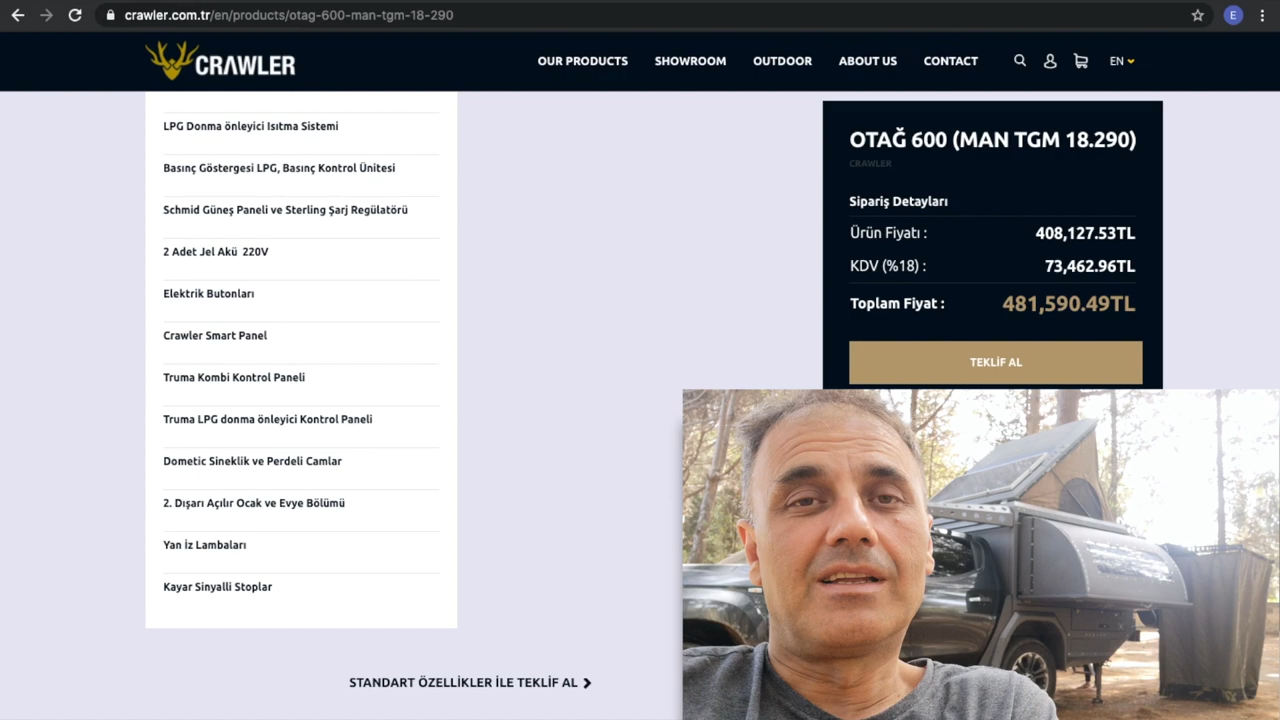 crawler.com.tr/en/products/otag-600-man-tgm-18-290
E
CRAWLER
OUR PRODUCTS
SHOWROOM
OUTDOOR
ABOUT US
CONTACT
EN
LPG Donma önleyici Isıtma Sistemi
Basınç Göstergesi LPG, Basınç Kontrol Ünitesi
Schmid Güneş Paneli ve Sterling Şarj Regülatörü
2 Adet Jel Akü 220V
Elektrik Butonları
Crawler Smart Panel
Truma Kombi Kontrol Paneli
Truma LPG donma önleyici Kontrol Paneli
Dometic Sineklik ve Perdeli Camlar
2. Dışarı Açılır Ocak ve Evye Bölümü
Yan İz Lambaları
Kayar Sinyalli Stoplar
STANDART ÖZELLİKLER İLE TEKLİF AL
OTAĞ 600 (MAN TGM 18.290)
CRAWLER
Sipariş Detayları
Ürün Fiyatı : 408,127.53TL
KDV (%18) : 73,462.96TL
Toplam Fiyat : 481,590.49TL
TEKLİF AL